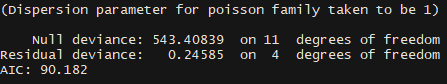 (Dispersion parameter for poisson family taken to be 1)
Null deviance: 543.40839 on 11 degrees of freedom
Residual deviance: 0.24585 on 4 degrees of freedom
AIC: 90.182